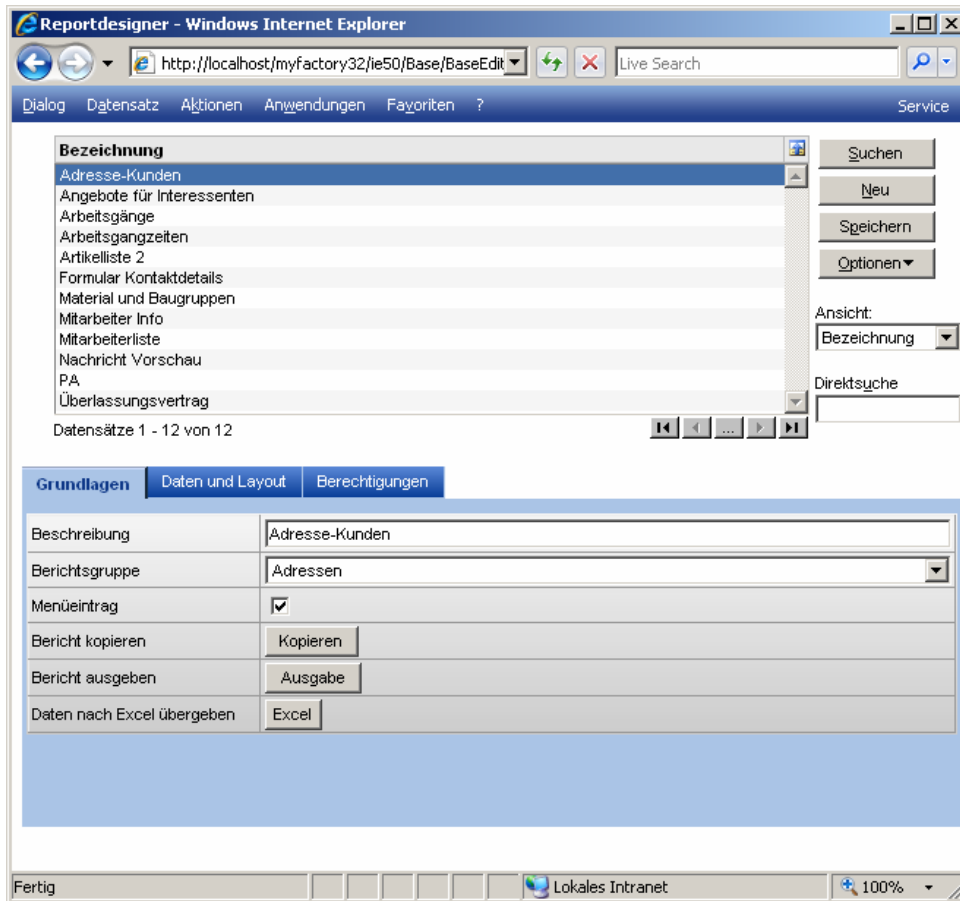 Reportdesigner - Windows Internet Explorer
http://localhost/myfactory32/ie50/Base/BaseEdit
Live Search
Dialog Datensatz Aktionen Anwendungen Favoriten ? Service
Bezeichnung
Adresse-Kunden
Angebote für Interessenten
Arbeitsgänge
Arbeitsgangzeiten
Artikelliste 2
Formular Kontaktdetails
Material und Baugruppen
Mitarbeiter Info
Mitarbeiterliste
Nachricht Vorschau
PA
Überlassungsvertrag
Datensätze 1 - 12 von 12
...
Suchen
Neu
Speichern
Optionen
Ansicht:
Bezeichnung
Direktsuche
Grundlagen Daten und Layout Berechtigungen
Beschreibung Adresse-Kunden
Berichtsgruppe Adressen
Menüeintrag
Bericht kopieren Kopieren
Bericht ausgeben Ausgabe
Daten nach Excel übergeben Excel
Fertig Lokales Intranet 100%